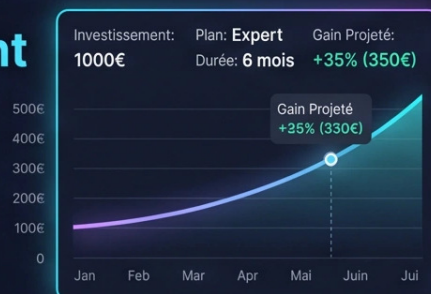 nt
Investissement: Plan: Expert Gain Projeté:
1000€ Durée: 6 mois +35% (350€)
Gain Projeté
+35% (330€)
500€
400€
300€
200€
100€
0
Jan Feb Mar Apr Mai Juin Jui